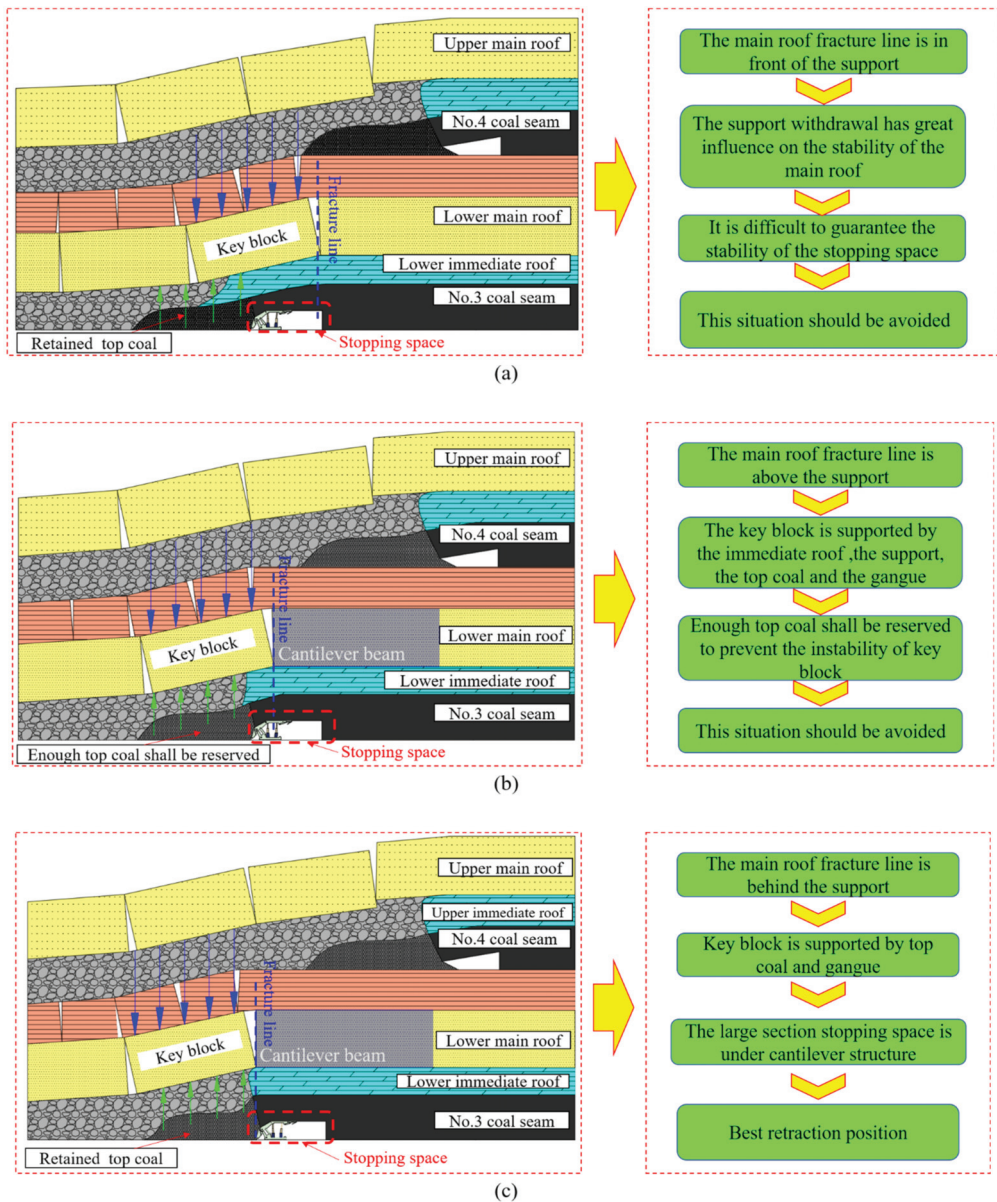 Upper main roof
No.4 coal seam
Fracture line
Lower main roof
Key block
Lower immediate roof
No.3 coal seam
Retained top coal
Stopping space
The main roof fracture line is in
front of the support
The support withdrawal has great
influence on the stability of the
main roof
It is difficult to guarantee the
stability of the stopping space
This situation should be avoided
(a)
Upper main roof
No.4 coal seam
Fracture line
Key block
Lower main roof
Cantilever beam
Lower immediate roof
No.3 coal seam
Enough top coal shall be reserved
Stopping space
The main roof fracture line is
above the support
The key block is supported by
the immediate roof ,the support,
the top coal and the gangue
Enough top coal shall be reserved
to prevent the instability of key
block
This situation should be avoided
(b)
Upper main roof
Upper immediate roof
No.4 coal seam
Fracture line
Key block
Lower main roof
Cantilever beam
Lower immediate roof
No.3 coal seam
Retained top coal
Stopping space
The main roof fracture line is
behind the support
Key block is supported by top
coal and gangue
The large section stopping space is
under cantilever structure
Best retraction position
(c)